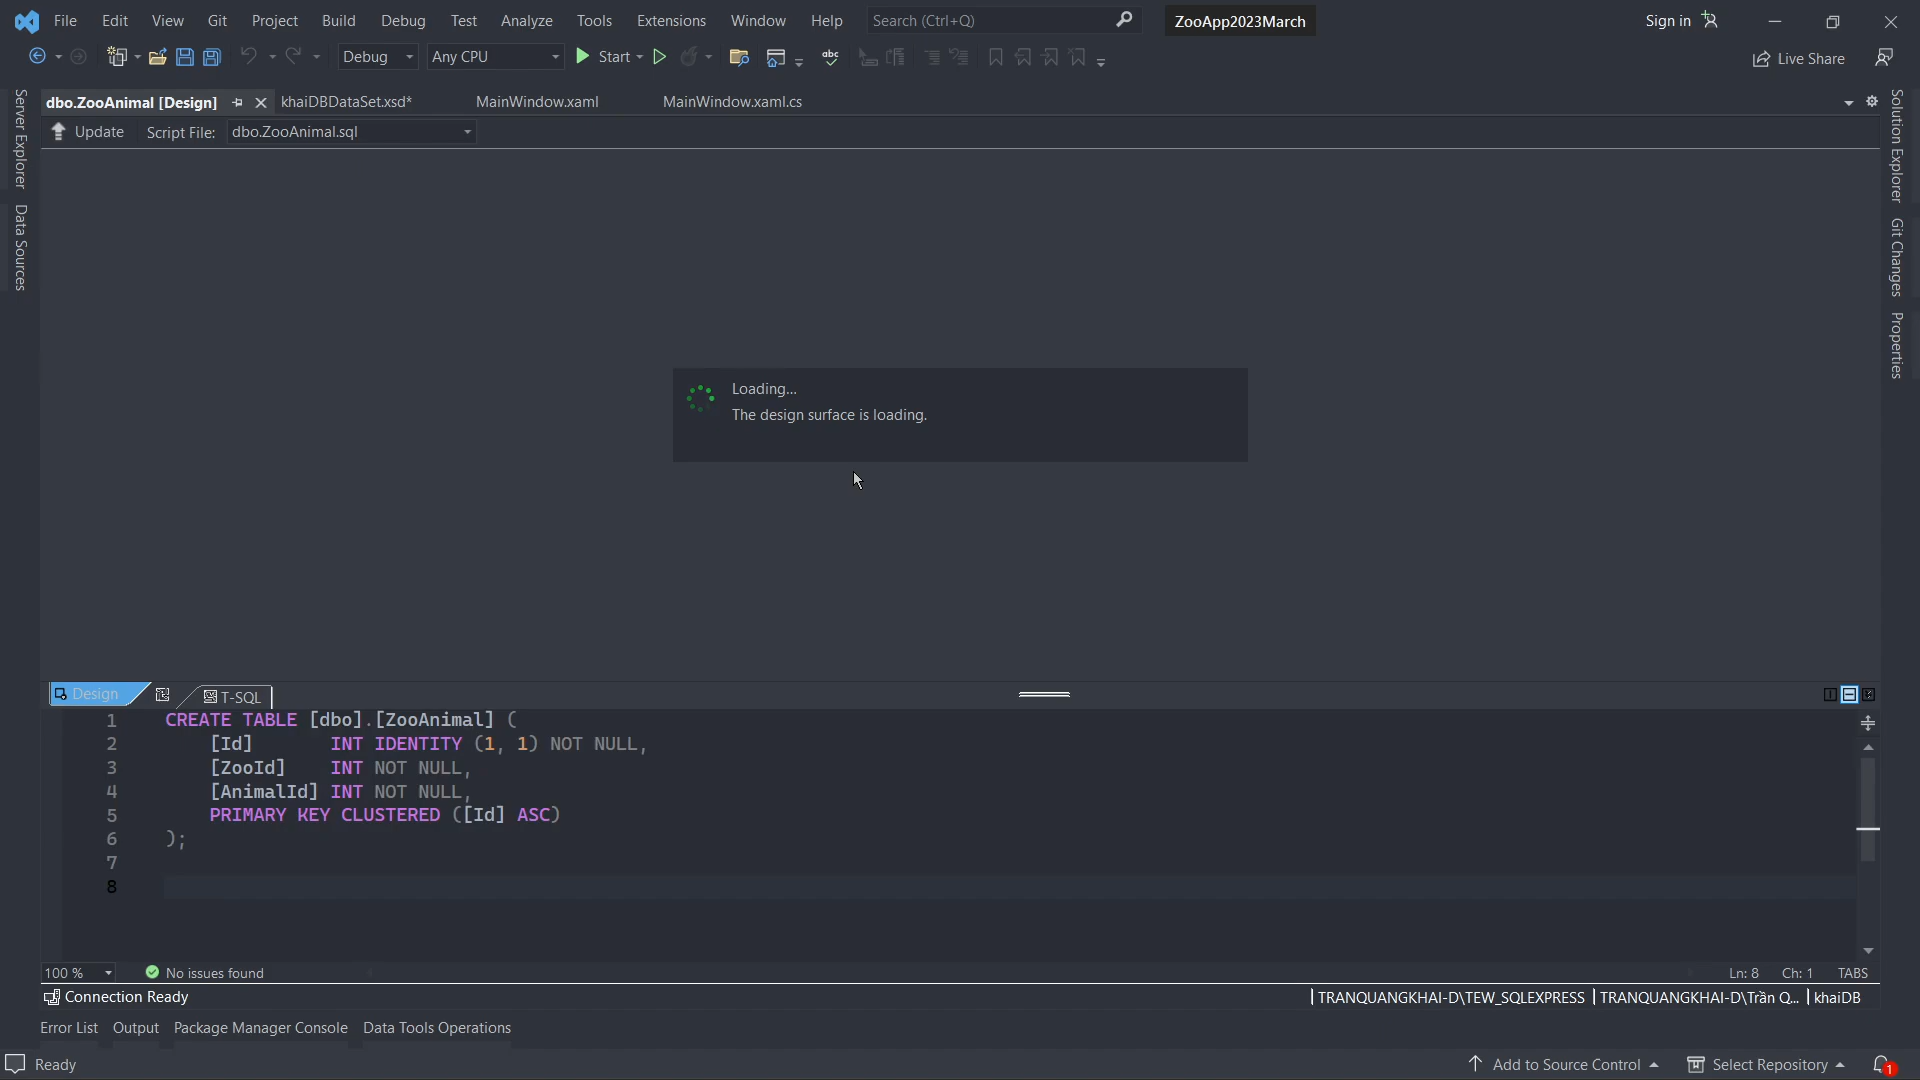 File Edit View Git Project Build Debug Test Analyze Tools Extensions Window Help Search (Ctrl+Q) ZooApp2023March Sign in
Debug Any CPU Start Live Share
dbo.ZooAnimal [Design] khaiDBDataSet.xsd* MainWindow.xaml MainWindow.xaml.cs
Update Script File: dbo.ZooAnimal.sql
Server Explorer
Data Sources
Solution Explorer
Git Changes
Properties
Loading...
The design surface is loading.
Design T-SQL
1 CREATE TABLE [dbo].[ZooAnimal] (
2 [Id] INT IDENTITY (1, 1) NOT NULL,
3 [ZooId] INT NOT NULL,
4 [AnimalId] INT NOT NULL,
5 PRIMARY KEY CLUSTERED ([Id] ASC)
6 );
7
8
100 % No issues found Ln: 8 Ch: 1 TABS
Connection Ready TRANQUANGKHAI-D\TEW_SQLEXPRESS TRANQUANGKHAI-D\Trần Q... khaiDB
Error List Output Package Manager Console Data Tools Operations
Ready Add to Source Control Select Repository 1